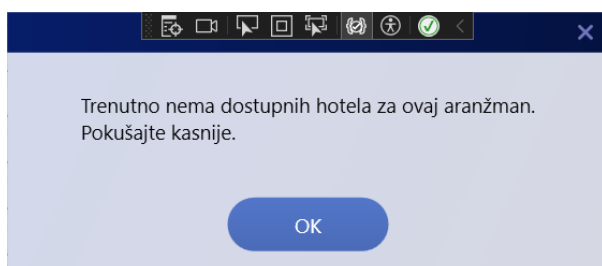 Trenutno nema dostupnih hotela za ovaj aranžman.
Pokušajte kasnije.
OK